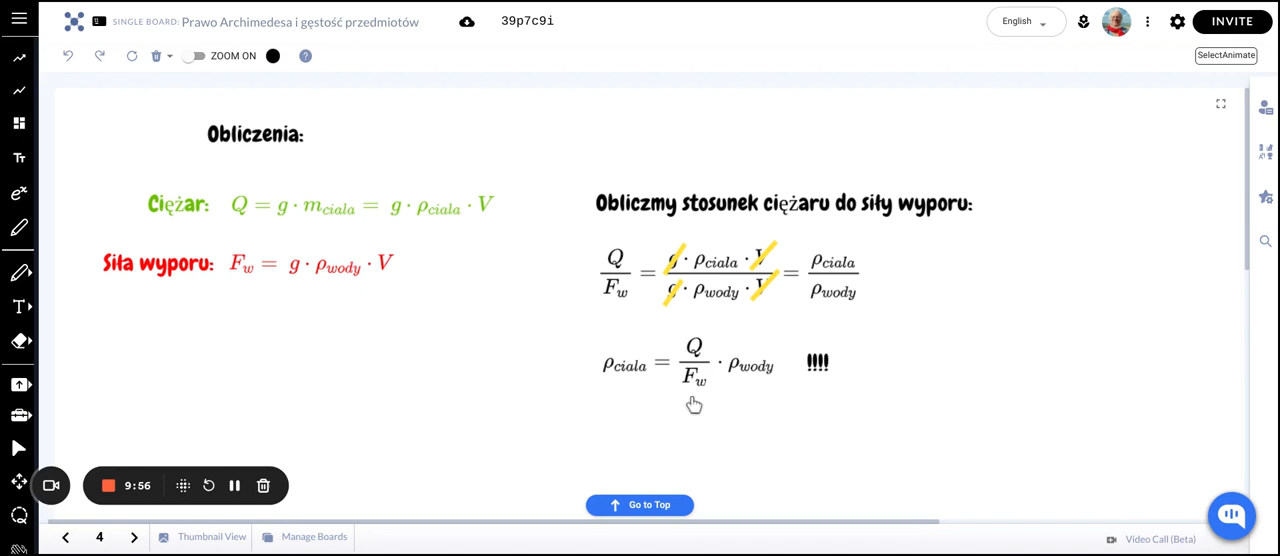 SINGLE BOARD: Prawo Archimedesa i gęstość przedmiotów 39p7c9i English INVITE
ZOOM ON SelectAnimate
Obliczenia:
Ciężar: Q = g · m_ciala = g · ρ_ciala · V
Siła wyporu: F_w = g · ρ_wody · V
Obliczmy stosunek ciężaru do siły wyporu:
Q/F_w = (g · ρ_ciala · V)/(g · ρ_wody · V) = ρ_ciala/ρ_wody
ρ_ciala = Q/F_w · ρ_wody !!!!
9:56
Go to Top
4 Thumbnail View Manage Boards Video Call (Beta)